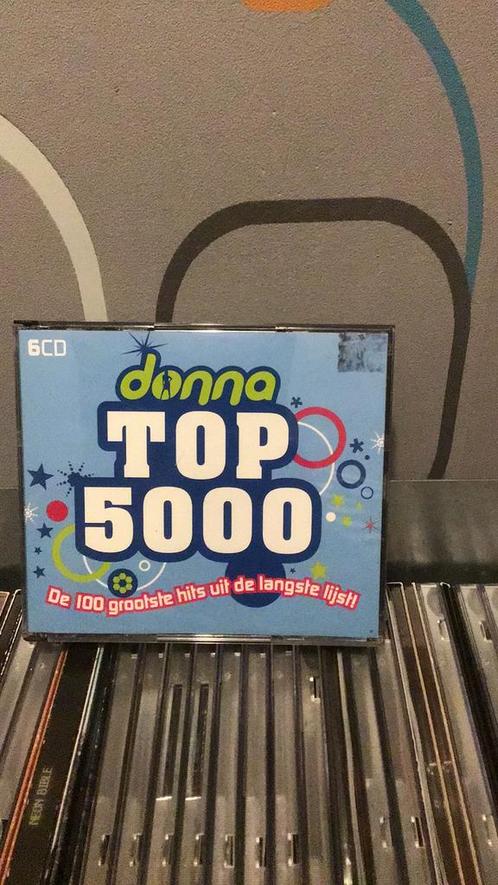 6CD
donna
TOP
5000
De 100 grootste hits uit de langste lijst!
NEON BIBLE